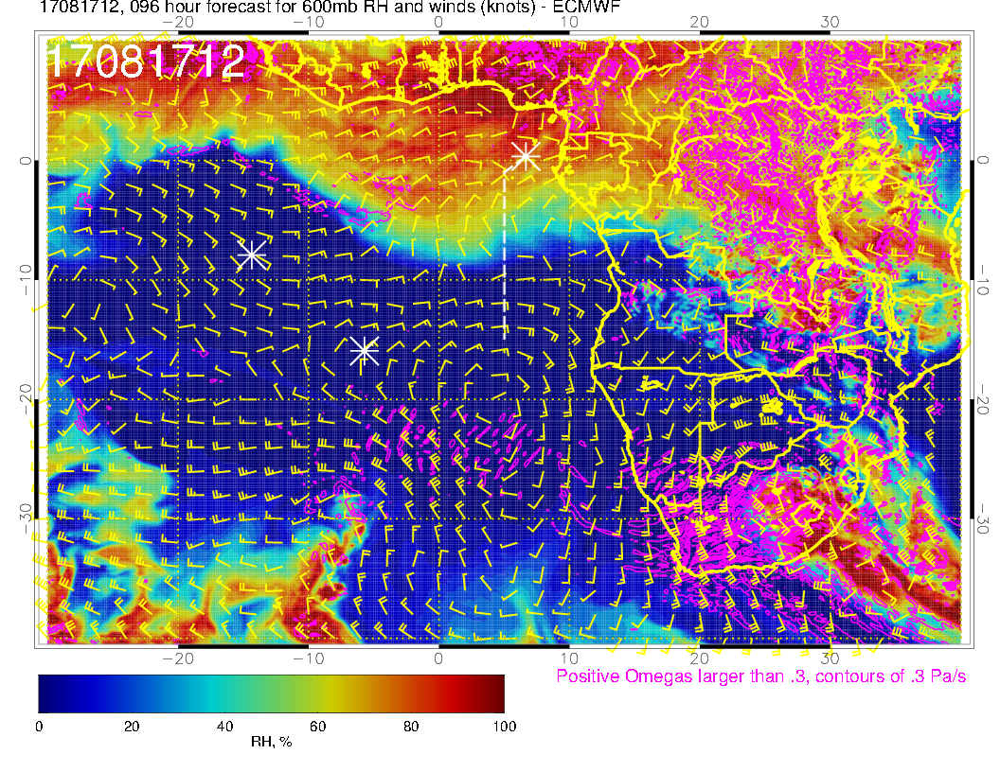 17081712, 096 hour forecast for 600mb RH and winds (knots) - ECMWF
−20 −10 0 10 20 30
17081712
0 0
−10 −10
−20 −20
−30 −30
−20 −10 0 10 20 30
Positive Omegas larger than .3, contours of .3 Pa/s
0 20 40 60 80 100
RH, %